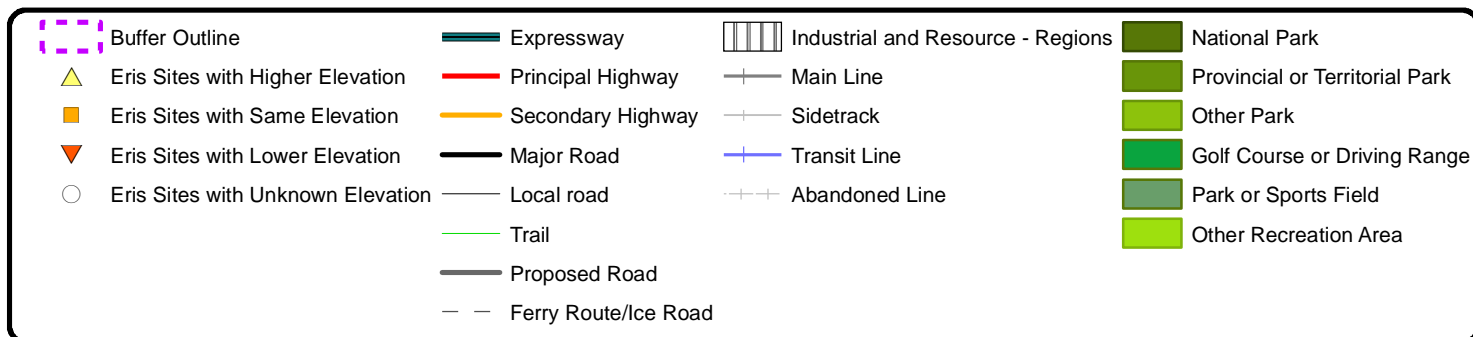 Buffer Outline
Eris Sites with Higher Elevation
Eris Sites with Same Elevation
Eris Sites with Lower Elevation
Eris Sites with Unknown Elevation
Expressway
Principal Highway
Secondary Highway
Major Road
Local road
Trail
Proposed Road
Ferry Route/Ice Road
Industrial and Resource - Regions
Main Line
Sidetrack
Transit Line
Abandoned Line
National Park
Provincial or Territorial Park
Other Park
Golf Course or Driving Range
Park or Sports Field
Other Recreation Area